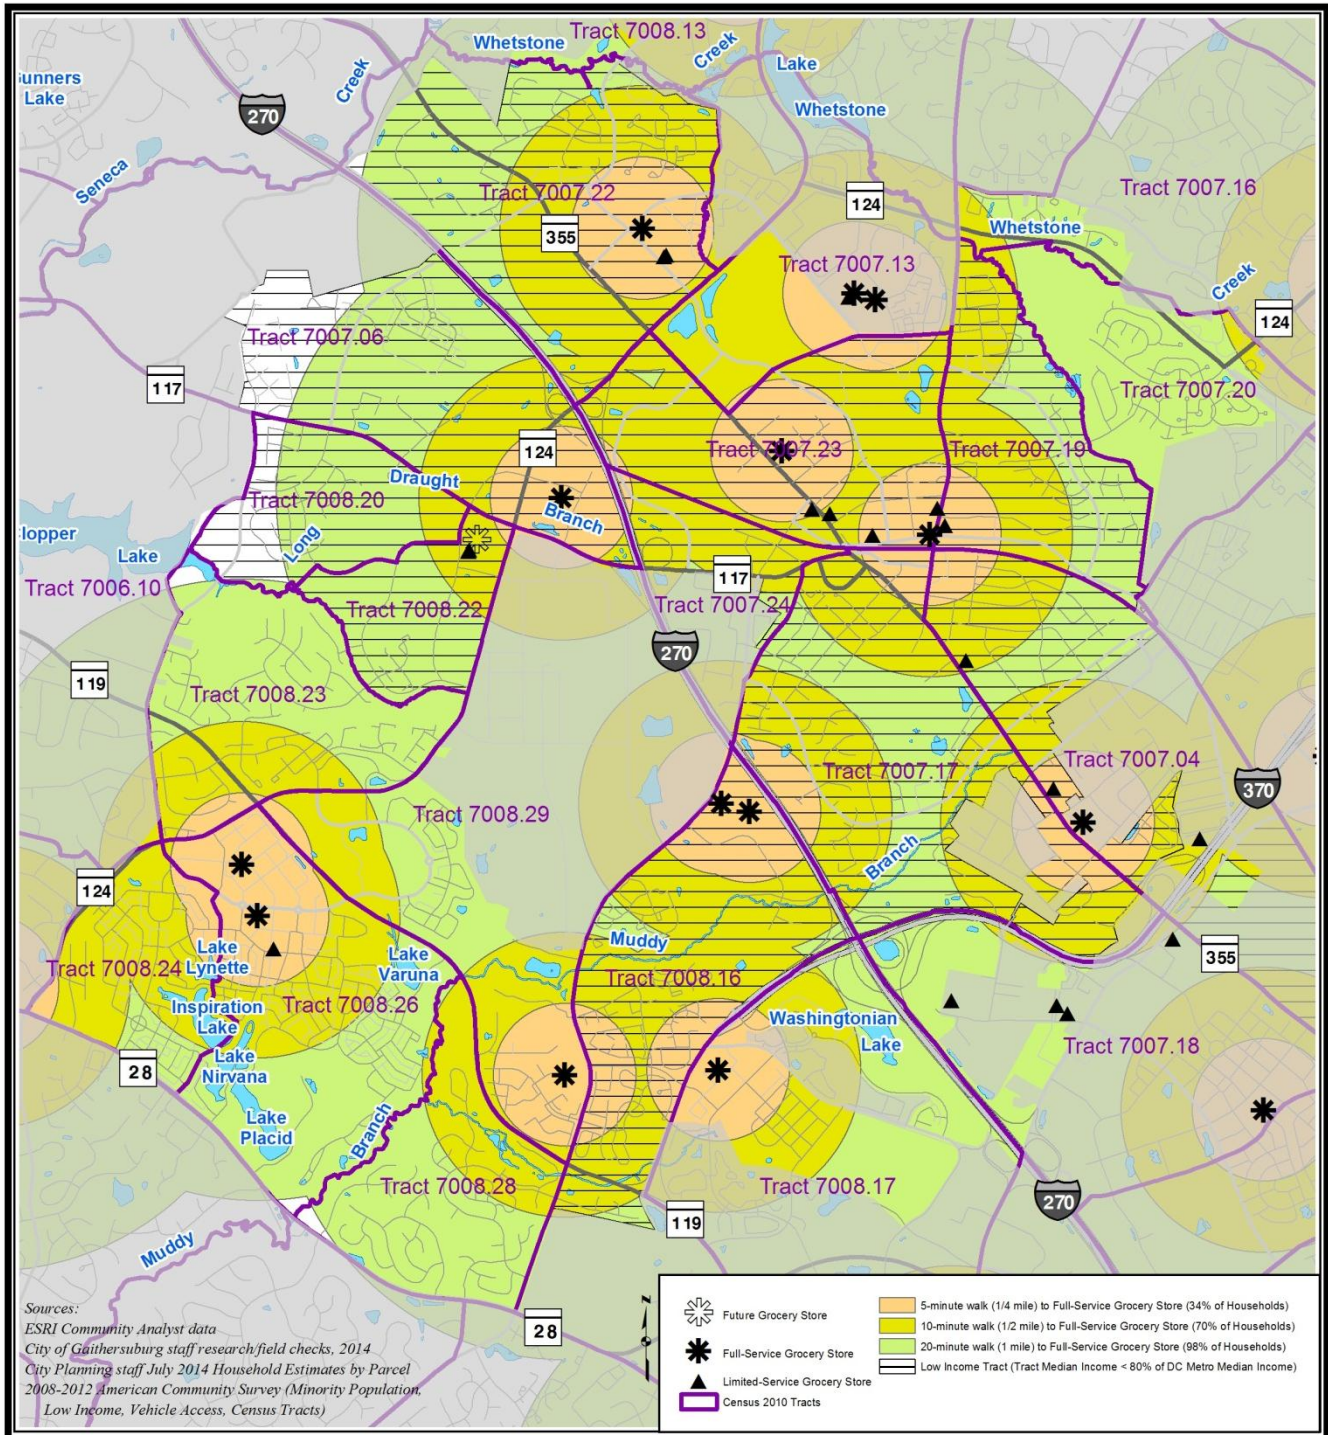 Tract 7008.13
Whetstone
Creek
Lake
Gunners
Lake
Creek
270
Whetstone
Seneca
Tract 7007.22
Tract 7007.16
124
355
Whetstone
Tract 7007.13
Creek
124
Tract 7007.06
117
Tract 7007.20
124
Tract 7007.23
Tract 7007.19
Draught
Tract 7008.20
Branch
Long
Clopper
Lake
Tract 7006.10
117
Tract 7007.24
Tract 7008.22
270
119
Tract 7008.23
Tract 7007.17
Tract 7007.04
370
Tract 7008.29
Branch
124
Muddy
355
Lake
Lynette
Lake
Varuna
Tract 7008.24
Tract 7008.16
Inspiration
Lake
Tract 7008.26
Washingtonian
Lake
Tract 7007.18
28
Lake
Nirvana
Lake
Placid
Branch
Tract 7008.28
Tract 7008.17
270
119
Muddy
28
Sources:
ESRI Community Analyst data
City of Gaithersuburg staff research/field checks, 2014
City Planning staff July 2014 Household Estimates by Parcel
2008-2012 American Community Survey (Minority Population,
Low Income, Vehicle Access, Census Tracts)
N
Future Grocery Store
Full-Service Grocery Store
Limited-Service Grocery Store
Census 2010 Tracts
5-minute walk (1/4 mile) to Full-Service Grocery Store (34% of Households)
10-minute walk (1/2 mile) to Full-Service Grocery Store (70% of Households)
20-minute walk (1 mile) to Full-Service Grocery Store (98% of Households)
Low Income Tract (Tract Median Income < 80% of DC Metro Median Income)